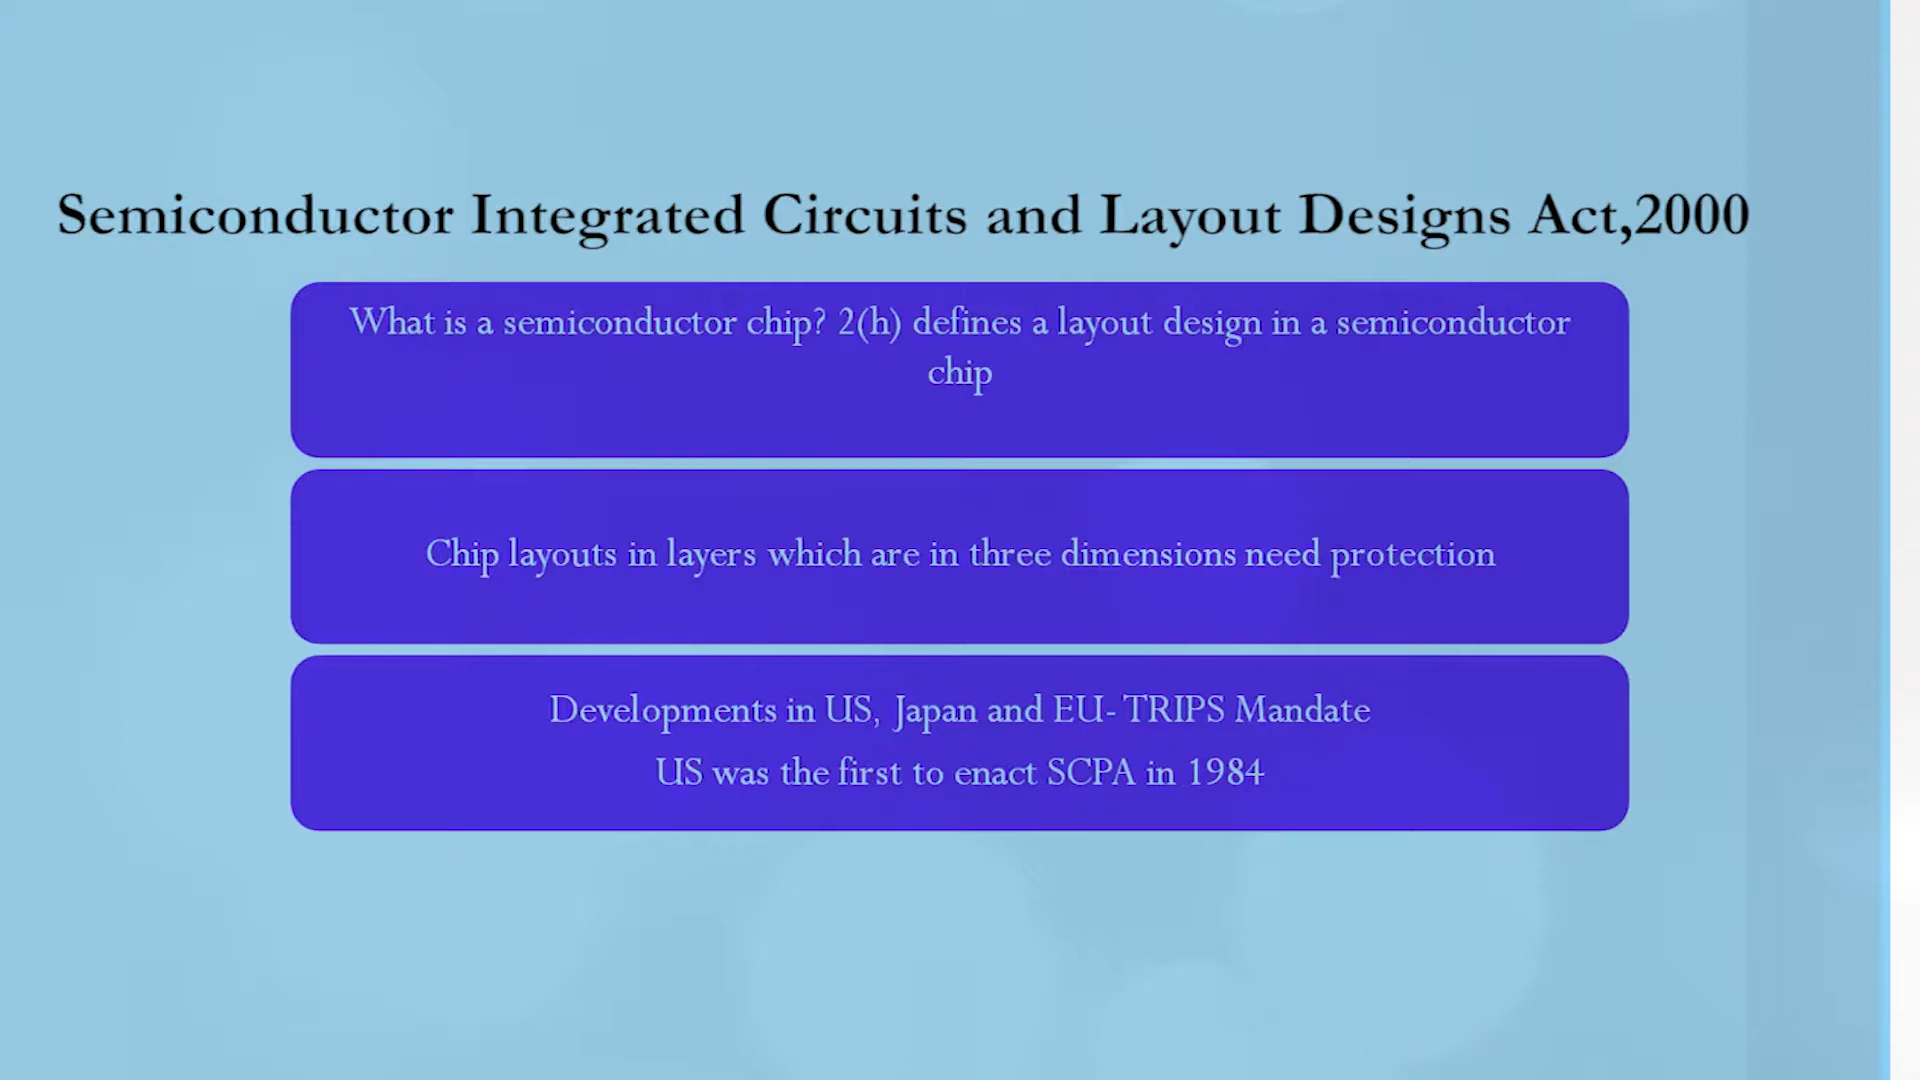 Semiconductor Integrated Circuits and Layout Designs Act,2000
What is a semiconductor chip? 2(h) defines a layout design in a semiconductor
chip
Chip layouts in layers which are in three dimensions need protection
Developments in US, Japan and EU- TRIPS Mandate
US was the first to enact SCPA in 1984